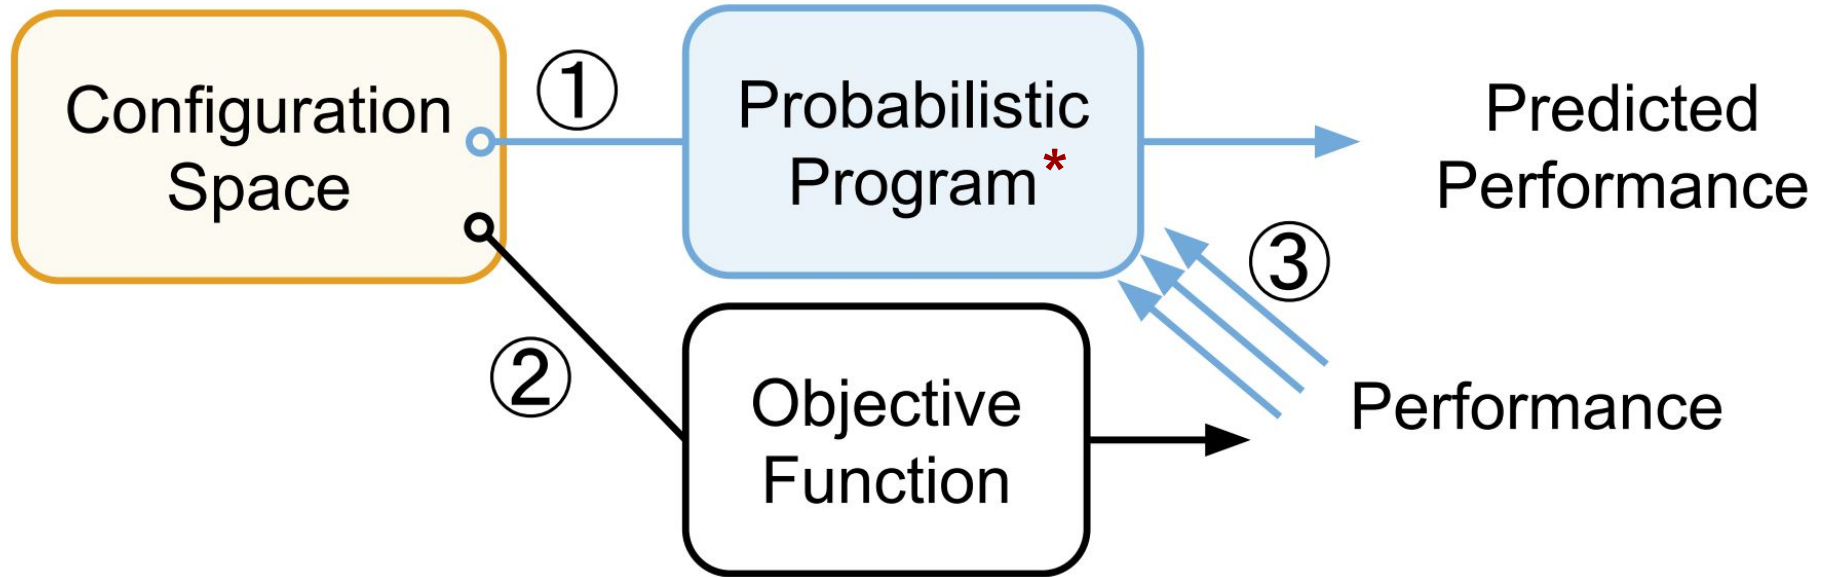 Configuration
Space
①
Probabilistic
Program*
Predicted
Performance
②
③
Objective
Function
Performance